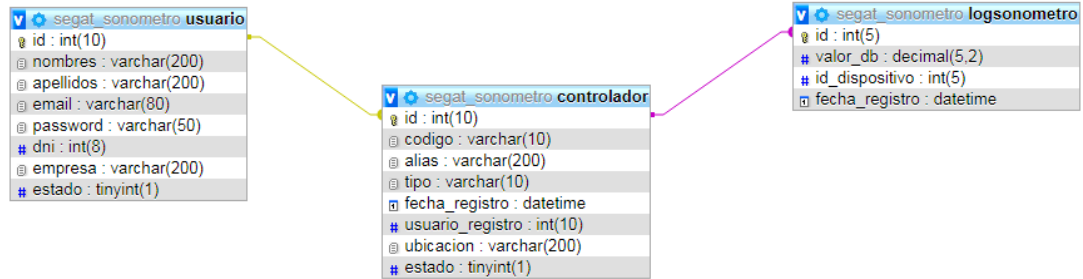 segat_sonometro usuario
id : int(10)
nombres : varchar(200)
apellidos : varchar(200)
email : varchar(80)
password : varchar(50)
dni : int(8)
empresa : varchar(200)
estado : tinyint(1)
segat_sonometro controlador
id : int(10)
codigo : varchar(10)
alias : varchar(200)
tipo : varchar(10)
fecha_registro : datetime
usuario_registro : int(10)
ubicacion : varchar(200)
estado : tinyint(1)
segat_sonometro logsonometro
id : int(5)
valor_db : decimal(5,2)
id_dispositivo : int(5)
fecha_registro : datetime